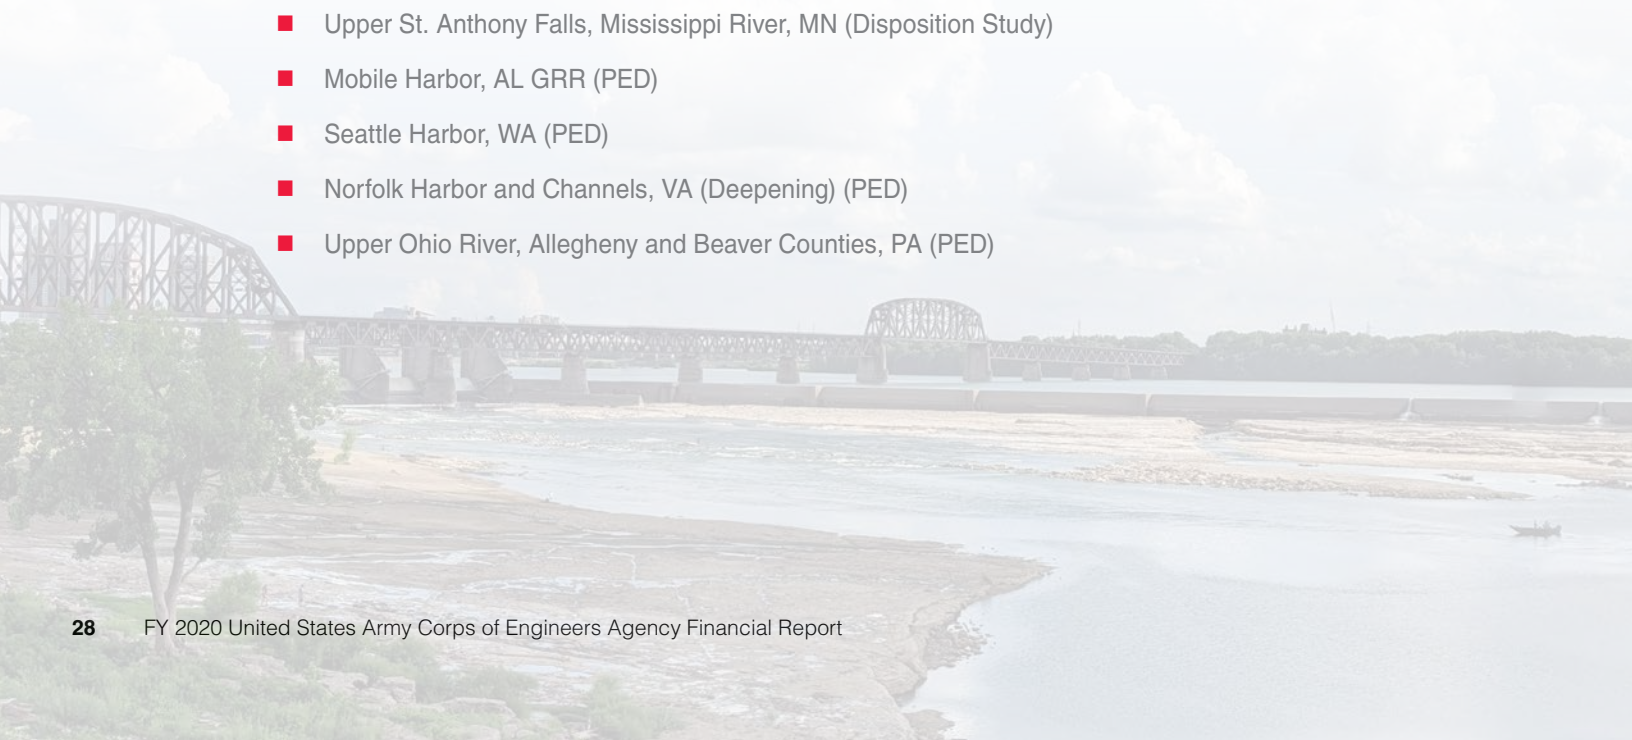 Upper St. Anthony Falls, Mississippi River, MN (Disposition Study)
Mobile Harbor, AL GRR (PED)
Seattle Harbor, WA (PED)
Norfolk Harbor and Channels, VA (Deepening) (PED)
Upper Ohio River, Allegheny and Beaver Counties, PA (PED)
28 FY 2020 United States Army Corps of Engineers Agency Financial Report